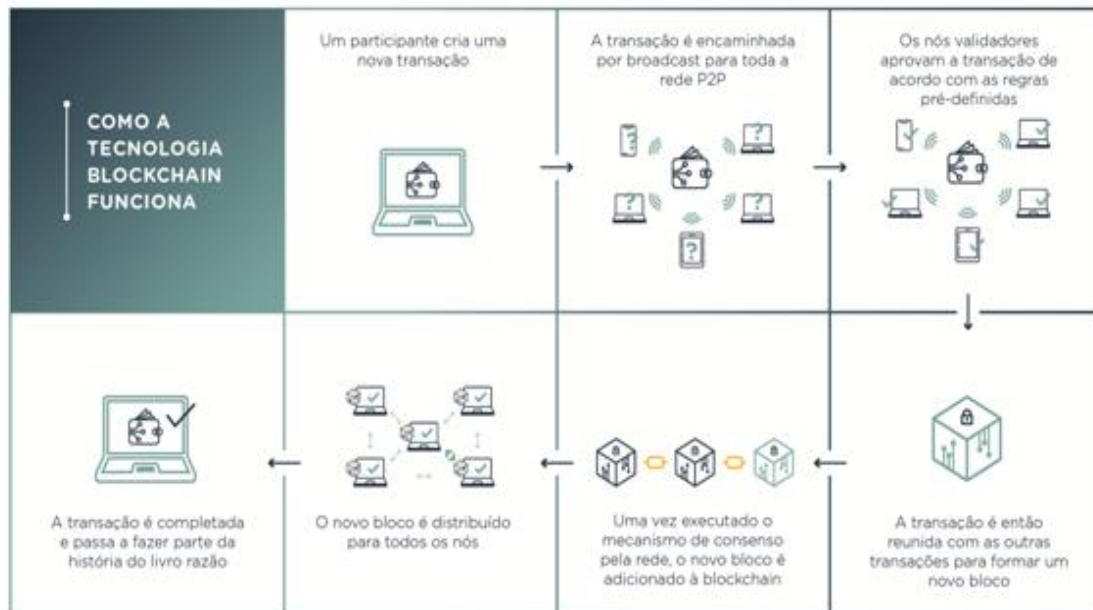 COMO A
TECNOLOGIA
BLOCKCHAIN
FUNCIONA
Um participante cria uma
nova transação
A transação é encaminhada
por broadcast para toda a
rede P2P
Os nós validadores
aprovam a transação de
acordo com as regras
pré-definidas
A transação é então
reunida com as outras
transações para formar um
novo bloco
Uma vez executado o
mecanismo de consenso
pela rede, o novo bloco é
adicionado à blockchain
O novo bloco é distribuído
para todos os nós
A transação é completada
e passa a fazer parte da
história do livro razão